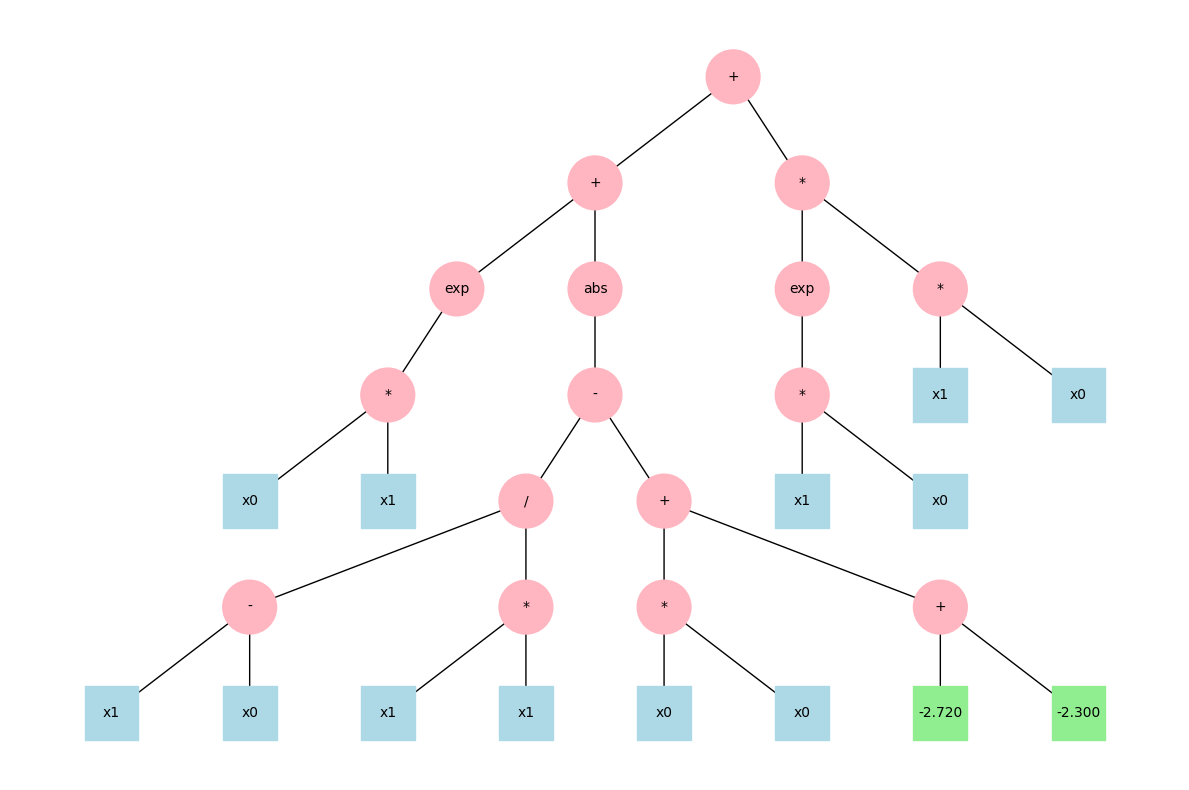 +
+ *
exp abs exp *
* - * x1 x0
x0 x1 / + x1 x0
- * * +
x1 x0 x1 x1 x0 x0 -2.720 -2.300